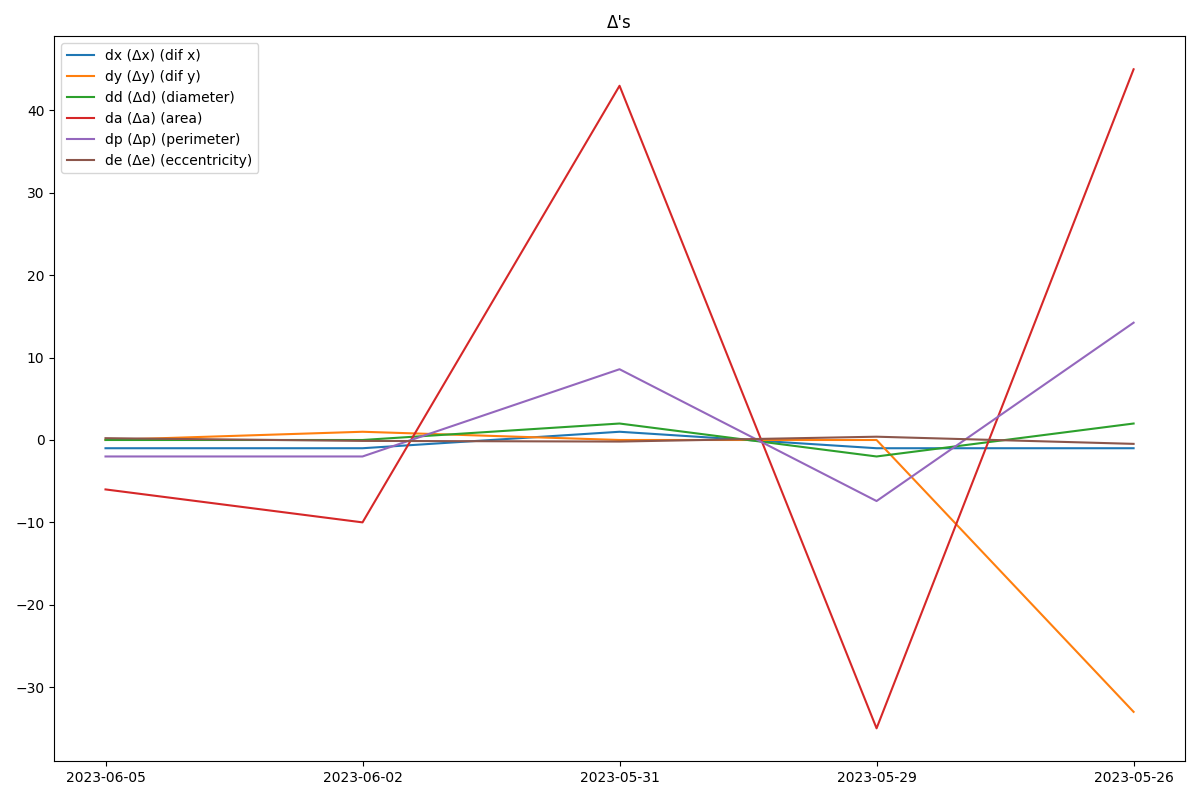 Δ's
dx (Δx) (dif x)
dy (Δy) (dif y)
dd (Δd) (diameter)
da (Δa) (area)
dp (Δp) (perimeter)
de (Δe) (eccentricity)
40
30
20
10
0
−10
−20
−30
2023-06-05 2023-06-02 2023-05-31 2023-05-29 2023-05-26